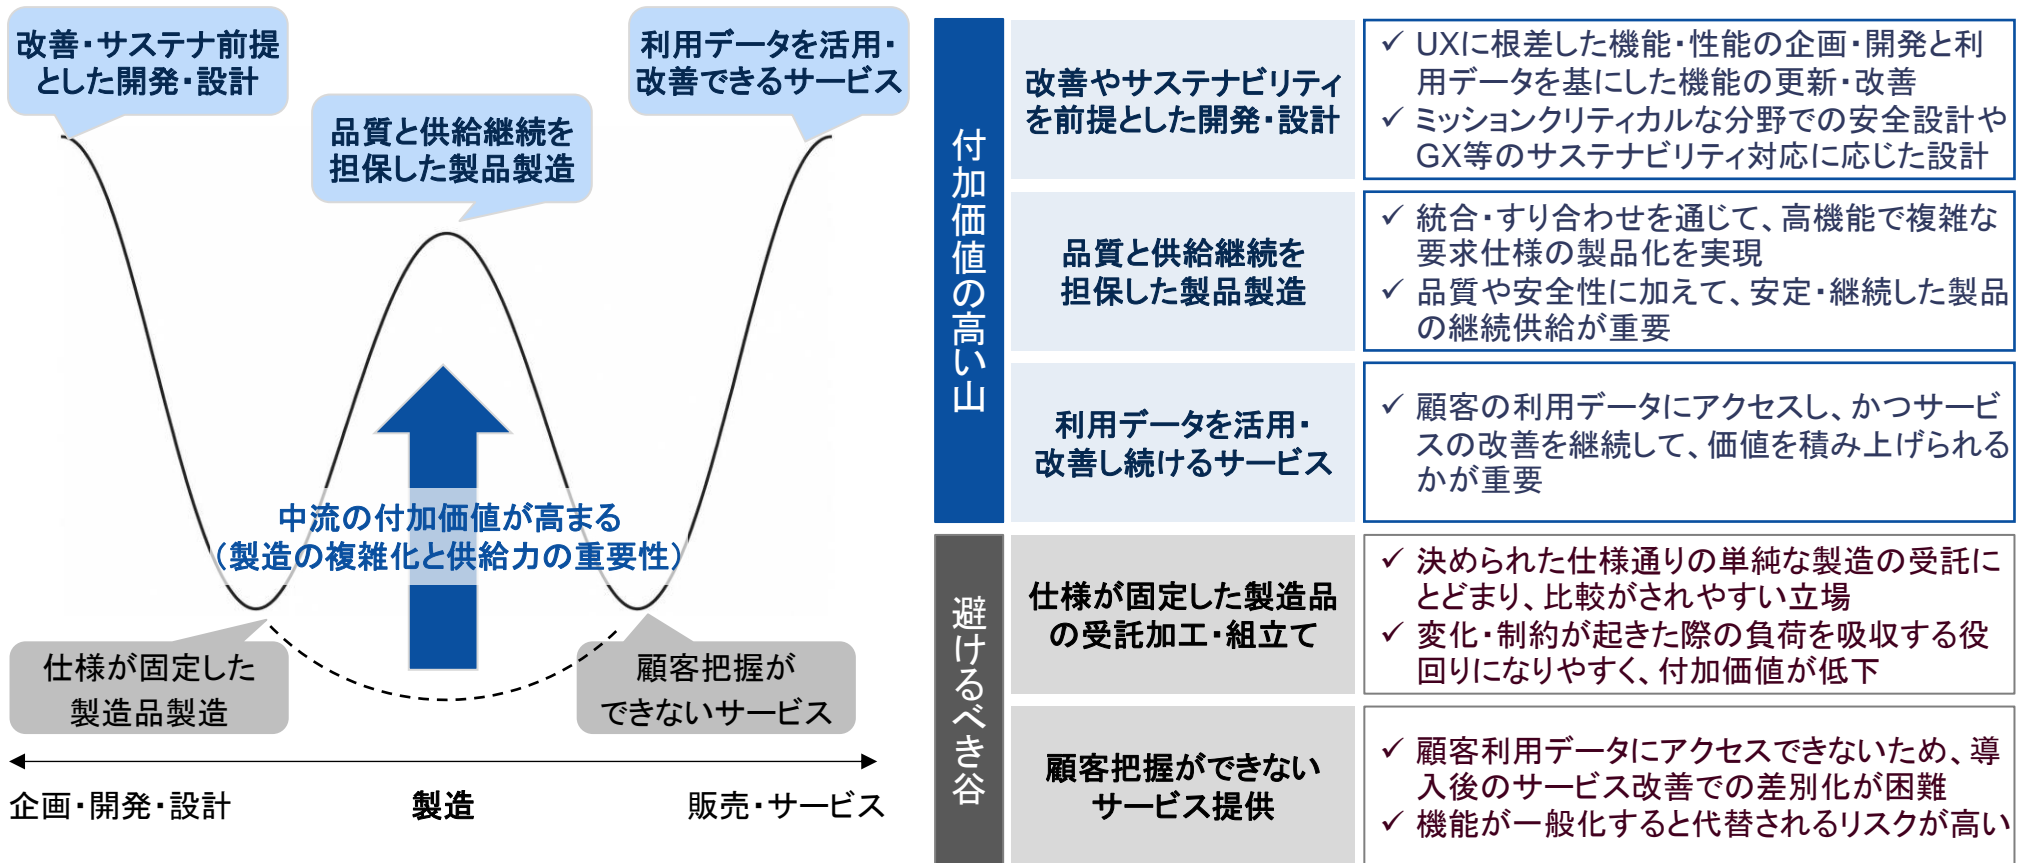 改善・サステナ前提
とした開発・設計
利用データを活用・
改善できるサービス
品質と供給継続を
担保した製品製造
中流の付加価値が高まる
（製造の複雑化と供給力の重要性）
仕様が固定した
製造品製造
顧客把握が
できないサービス
企画・開発・設計
製造
販売・サービス
付加価値の高い山
改善やサステナビリティ
を前提とした開発・設計
✓ UXに根差した機能・性能の企画・開発と利
用データを基にした機能の更新・改善
✓ ミッションクリティカルな分野での安全設計や
GX等のサステナビリティ対応に応じた設計
品質と供給継続を
担保した製品製造
✓ 統合・すり合わせを通じて、高機能で複雑な
要求仕様の製品化を実現
✓ 品質や安全性に加えて、安定・継続した製品
の継続供給が重要
利用データを活用・
改善し続けるサービス
✓ 顧客の利用データにアクセスし、かつサービ
スの改善を継続して、価値を積み上げられる
かが重要
避けるべき谷
仕様が固定した製造品
の受託加工・組立て
✓ 決められた仕様通りの単純な製造の受託に
とどまり、比較がされやすい立場
✓ 変化・制約が起きた際の負荷を吸収する役
回りになりやすく、付加価値が低下
顧客把握ができない
サービス提供
✓ 顧客利用データにアクセスできないため、導
入後のサービス改善での差別化が困難
✓ 機能が一般化すると代替されるリスクが高い